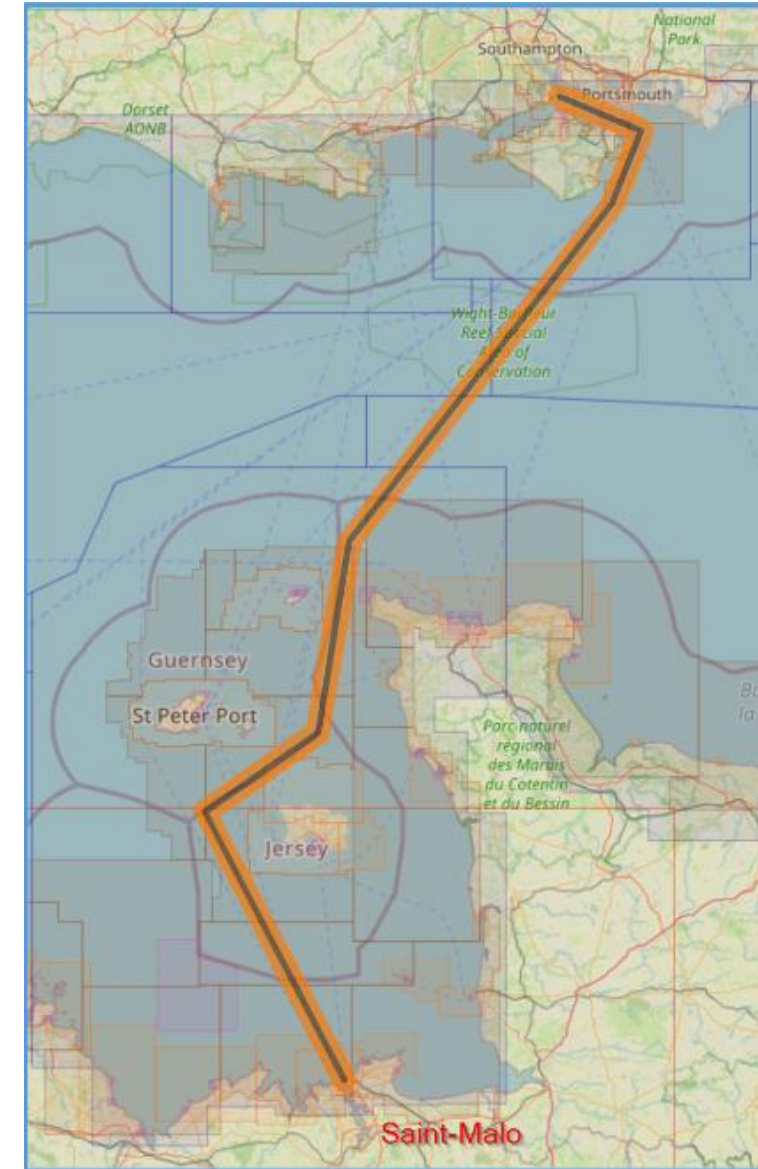 National
Park
Southampton
Portsmouth
Dorset
AONB
Wight-Barfleur
Reef Special
Area of
Conservation
Guernsey
St Peter Port
Parc naturel
régional
des Marais
du Cotentin
et du Bessin
Jersey
Saint-Malo